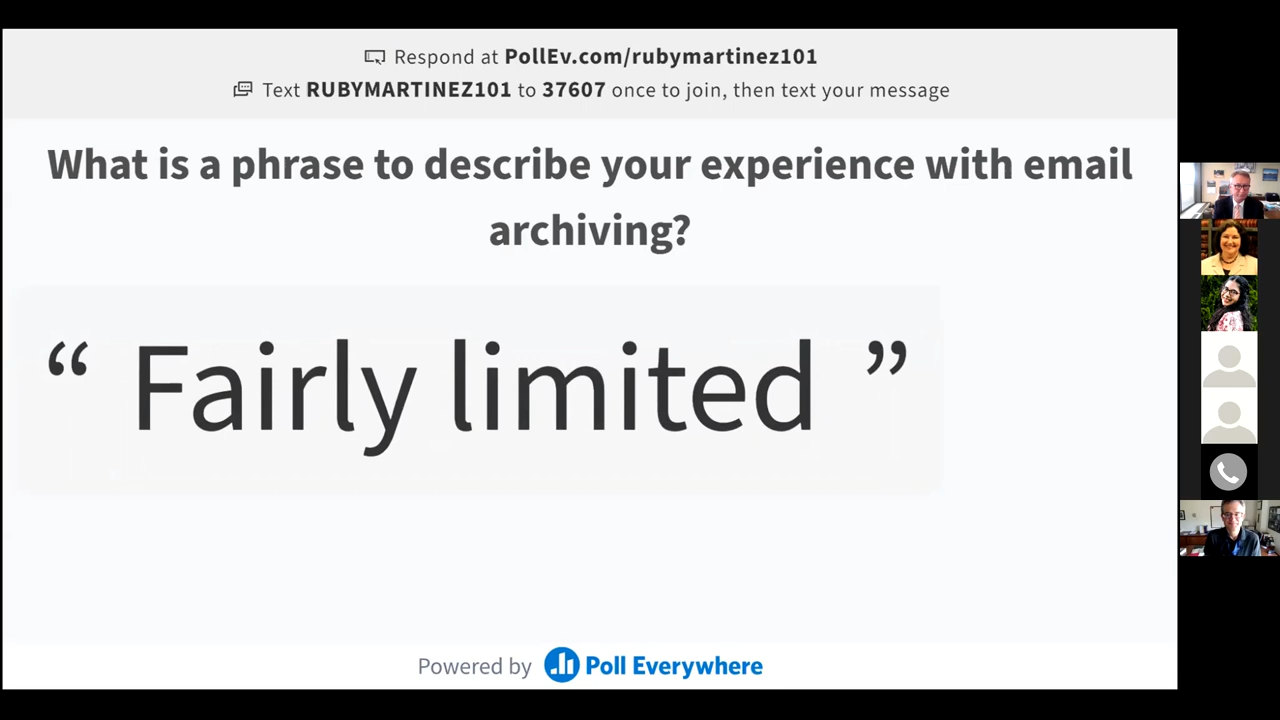 Respond at PollEv.com/rubymartinez101
Text RUBYMARTINEZ101 to 37607 once to join, then text your message
What is a phrase to describe your experience with email
archiving?
“ Fairly limited ”
Powered by Poll Everywhere